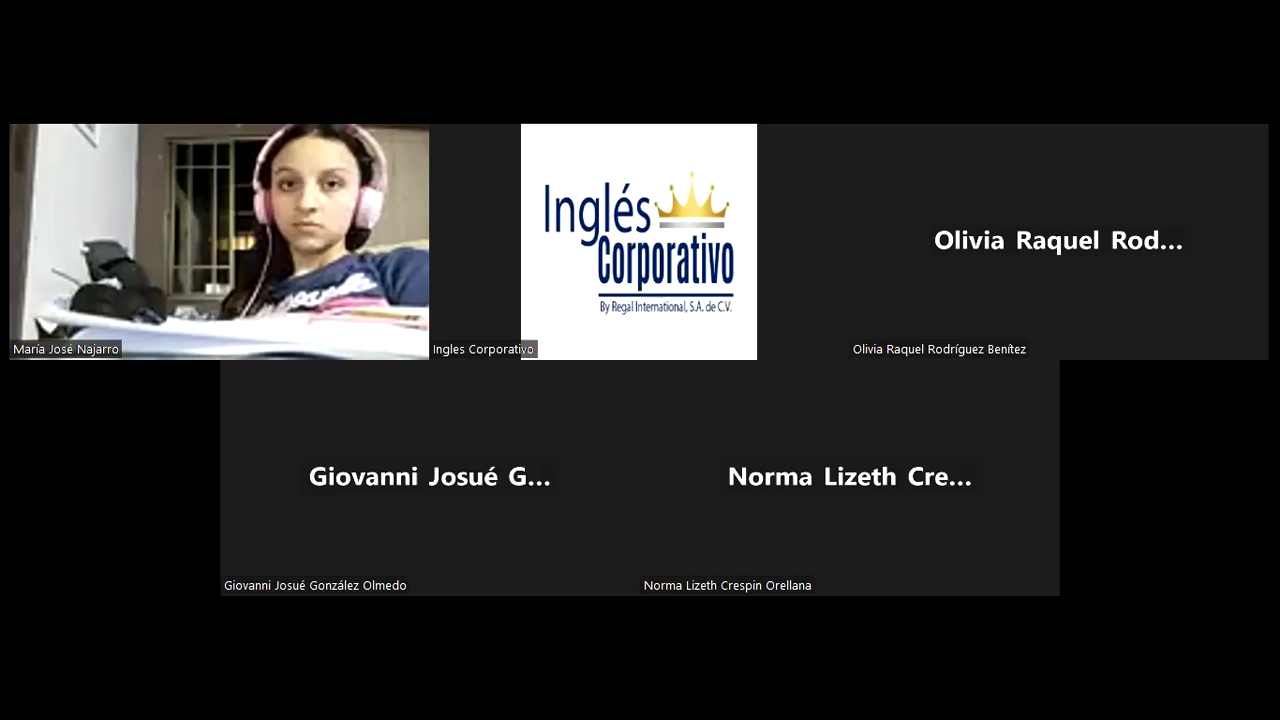 Inglés
Corporativo
By Regal International, S.A. de C.V.
Olivia Raquel Rod...
María José Najarro
Ingles Corporativo
Olivia Raquel Rodríguez Benítez
Giovanni Josué G...
Norma Lizeth Cre...
Giovanni Josué González Olmedo
Norma Lizeth Crespin Orellana